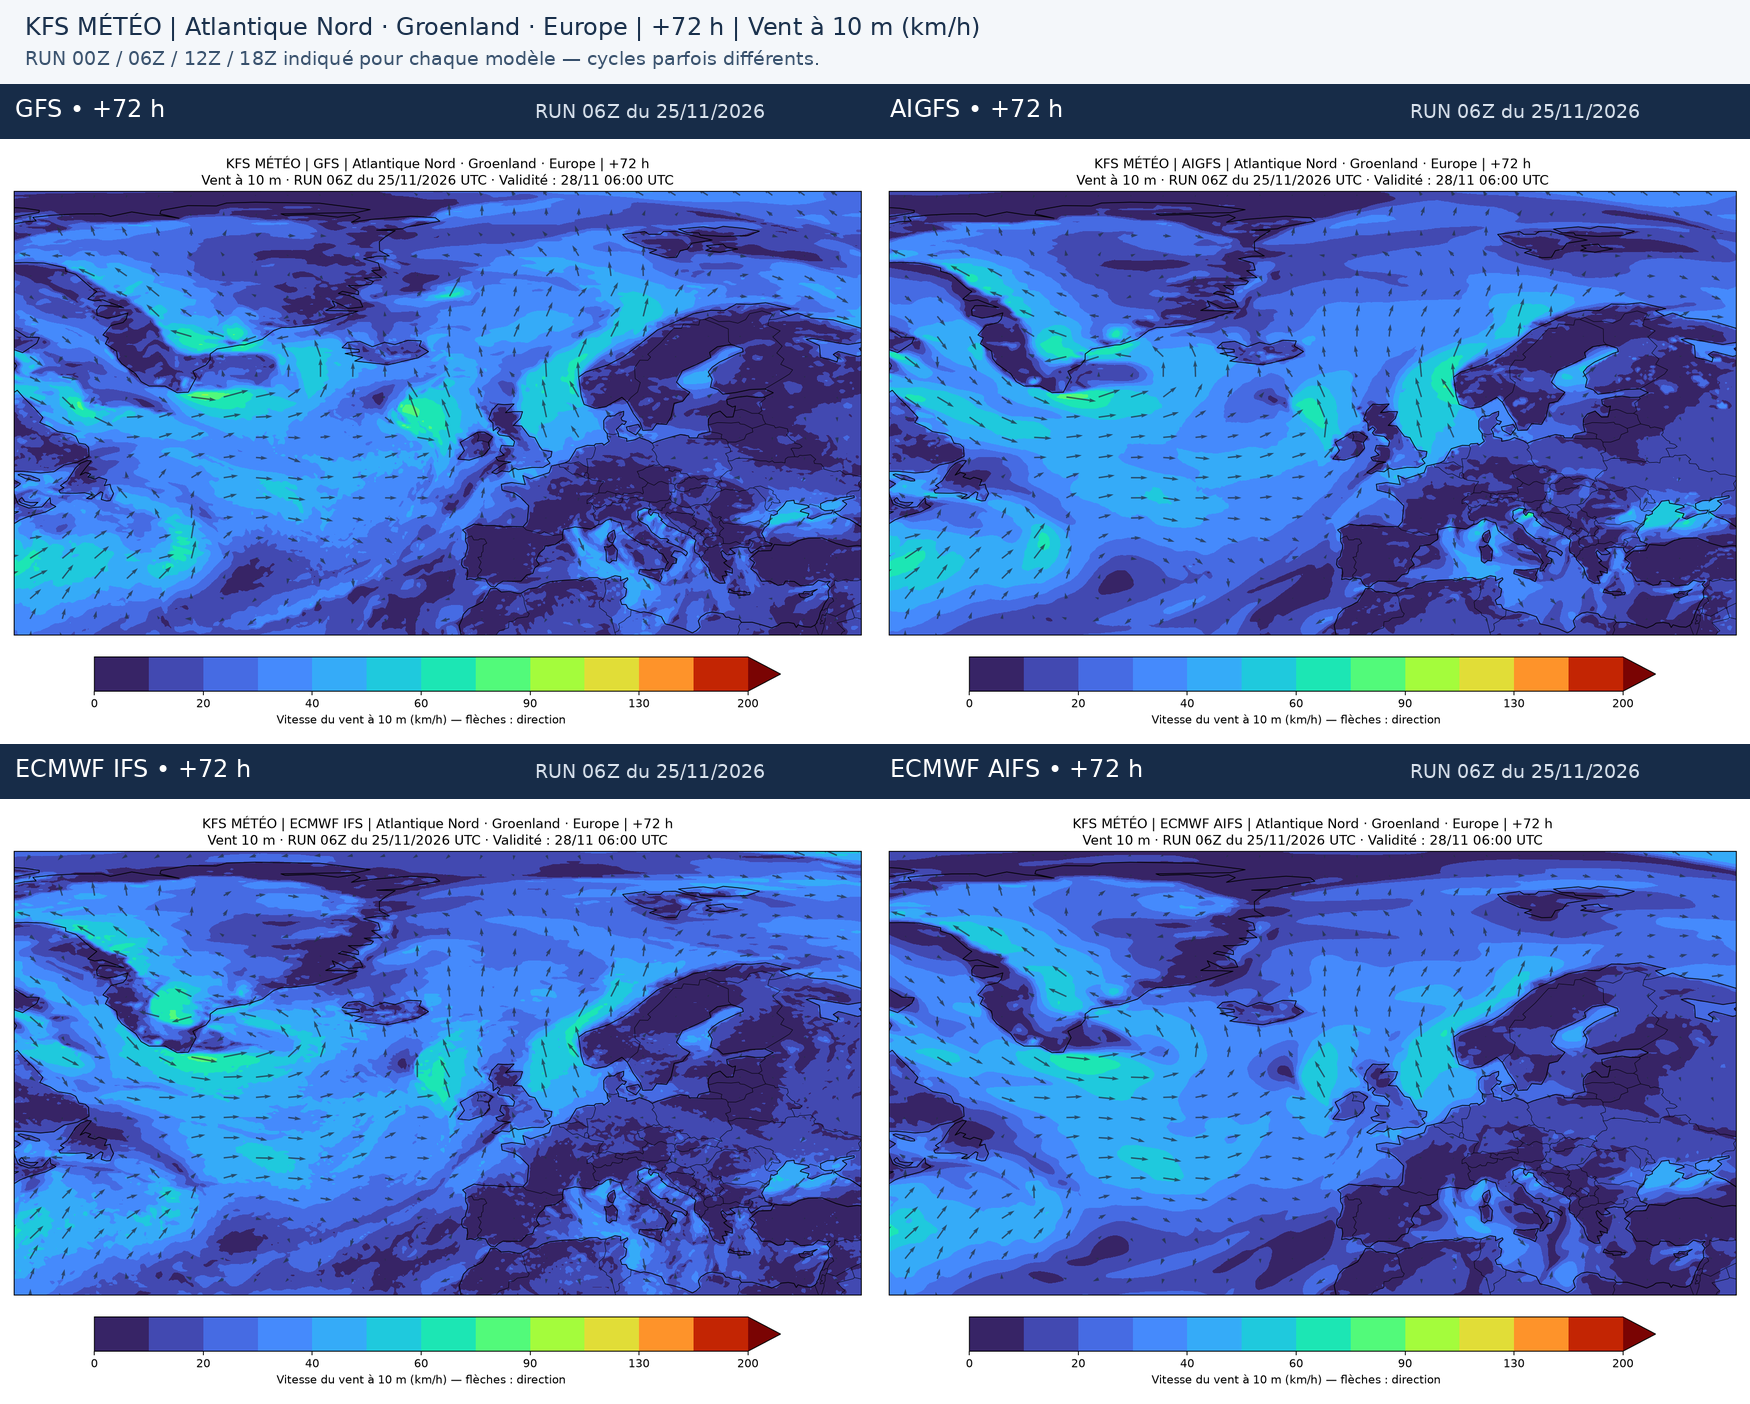 KFS MÉTÉO | Atlantique Nord · Groenland · Europe | +72 h | Vent à 10 m (km/h)
RUN 00Z / 06Z / 12Z / 18Z indiqué pour chaque modèle — cycles parfois différents.
GFS • +72 h
RUN 06Z du 25/11/2026
KFS MÉTÉO | GFS | Atlantique Nord · Groenland · Europe | +72 h
Vent à 10 m · RUN 06Z du 25/11/2026 UTC · Validité : 28/11 06:00 UTC
0 20 40 60 90 130 200
Vitesse du vent à 10 m (km/h) — flèches : direction
AIGFS • +72 h
RUN 06Z du 25/11/2026
KFS MÉTÉO | AIGFS | Atlantique Nord · Groenland · Europe | +72 h
Vent à 10 m · RUN 06Z du 25/11/2026 UTC · Validité : 28/11 06:00 UTC
0 20 40 60 90 130 200
Vitesse du vent à 10 m (km/h) — flèches : direction
ECMWF IFS • +72 h
RUN 06Z du 25/11/2026
KFS MÉTÉO | ECMWF IFS | Atlantique Nord · Groenland · Europe | +72 h
Vent 10 m · RUN 06Z du 25/11/2026 UTC · Validité : 28/11 06:00 UTC
0 20 40 60 90 130 200
Vitesse du vent à 10 m (km/h) — flèches : direction
ECMWF AIFS • +72 h
RUN 06Z du 25/11/2026
KFS MÉTÉO | ECMWF AIFS | Atlantique Nord · Groenland · Europe | +72 h
Vent 10 m · RUN 06Z du 25/11/2026 UTC · Validité : 28/11 06:00 UTC
0 20 40 60 90 130 200
Vitesse du vent à 10 m (km/h) — flèches : direction